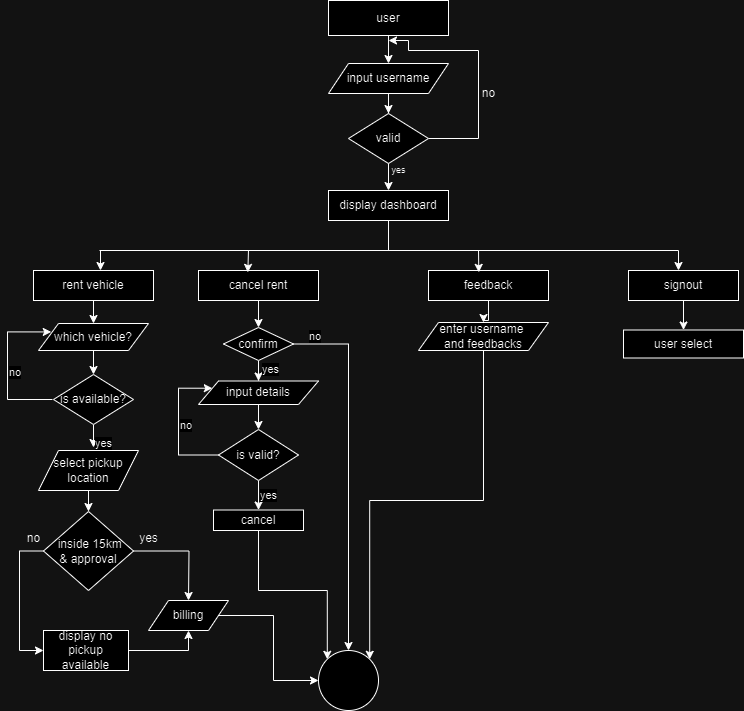 user
input username
no
valid
yes
display dashboard
rent vehicle
cancel rent
feedback
signout
which vehicle?
confirm
no
enter username
and feedbacks
user select
yes
no
is available?
input details
no
is valid?
yes
select pickup
location
yes
cancel
no
inside 15km
& approval
yes
billing
display no
pickup
available